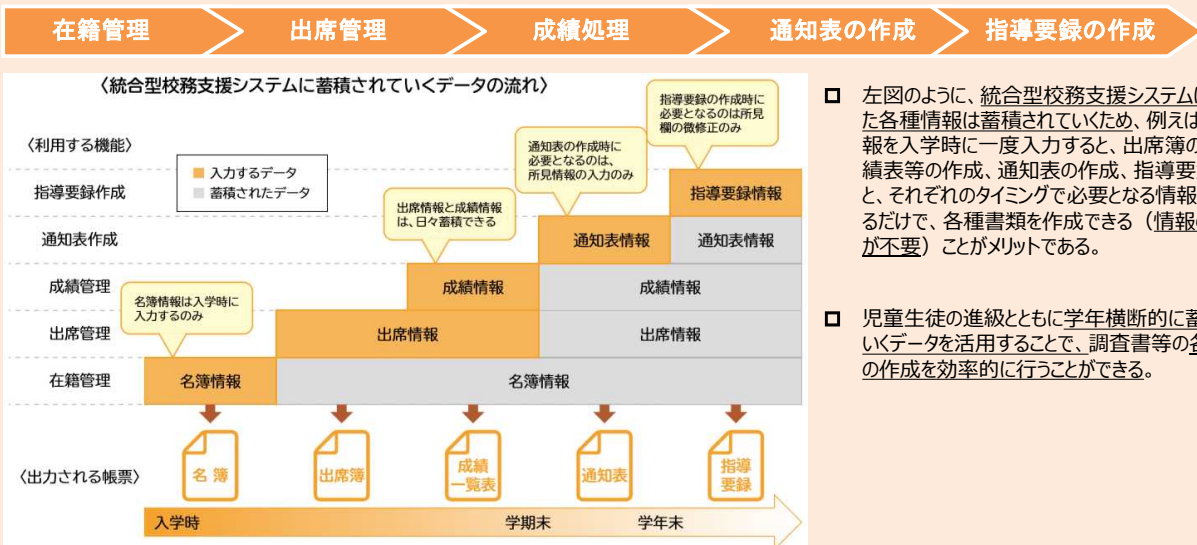 在籍管理
出席管理
成績処理
通知表の作成
指導要録の作成
〈統合型校務支援システムに蓄積されていくデータの流れ〉
〈利用する機能〉
入力するデータ
蓄積されたデータ
指導要録の作成時に
必要となるのは所見
欄の微修正のみ
通知表の作成時に
必要となるのは、
所見情報の入力のみ
出席情報と成績情報
は、日々蓄積できる
名簿情報は入学時に
入力するのみ
指導要録作成
指導要録情報
通知表作成
通知表情報
通知表情報
成績管理
成績情報
成績情報
出席管理
出席情報
出席情報
在籍管理
名簿情報
名簿情報
〈出力される帳票〉
名 簿
出席簿
成績
一覧表
通知表
指導
要録
入学時
学期末
学年末
左図のように、統合型校務支援システムに
た各種情報は蓄積されていくため、例えば
報を入学時に一度入力すると、出席簿の
績表等の作成、通知表の作成、指導要
と、それぞれのタイミングで必要となる情報
るだけで、各種書類を作成できる（情報
が不要）ことがメリットである。
児童生徒の進級とともに学年横断的に蓄
いくデータを活用することで、調査書等の各
の作成を効率的に行うことができる。